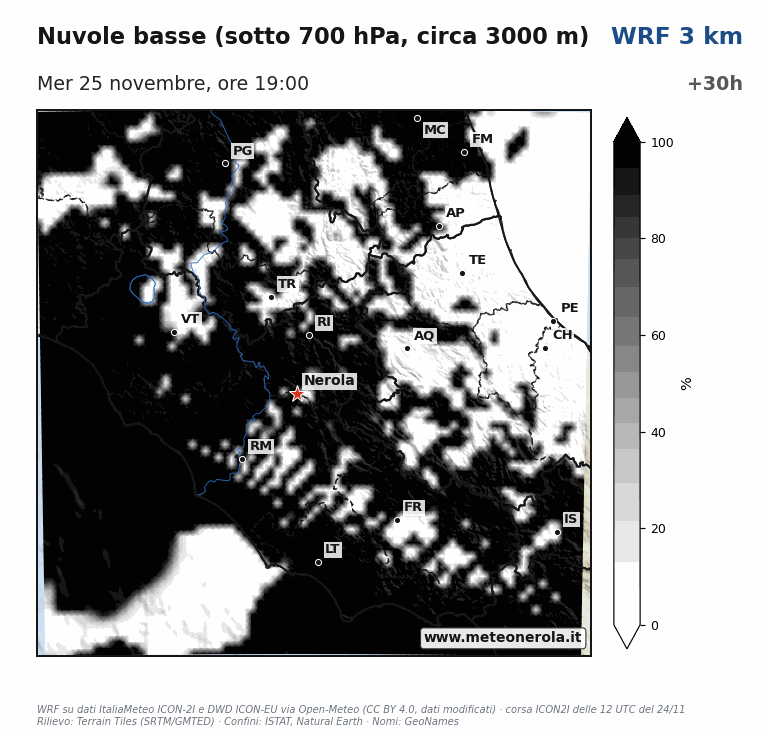 Nuvole basse (sotto 700 hPa, circa 3000 m) WRF 3 km
Mer 25 novembre, ore 19:00 +30h
MC
FM
PG
AP
TE
TR
PE
RI
VT
AQ
CH
Nerola
RM
FR
IS
LT
www.meteonerola.it
100
80
60
40
20
0
%
WRF su dati ItaliaMeteo ICON-2I e DWD ICON-EU via Open-Meteo (CC BY 4.0, dati modificati) · corsa ICON2I delle 12 UTC del 24/11
Rilievo: Terrain Tiles (SRTM/GMTED) · Confini: ISTAT, Natural Earth · Nomi: GeoNames